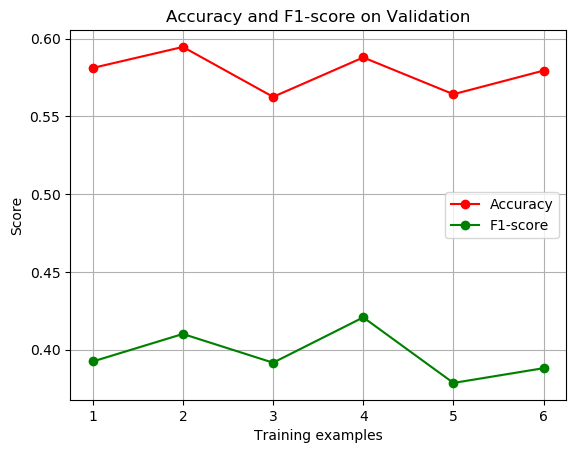 Accuracy and F1-score on Validation
0.60
0.55
0.50
0.45
0.40
Score
Accuracy
F1-score
1 2 3 4 5 6
Training examples